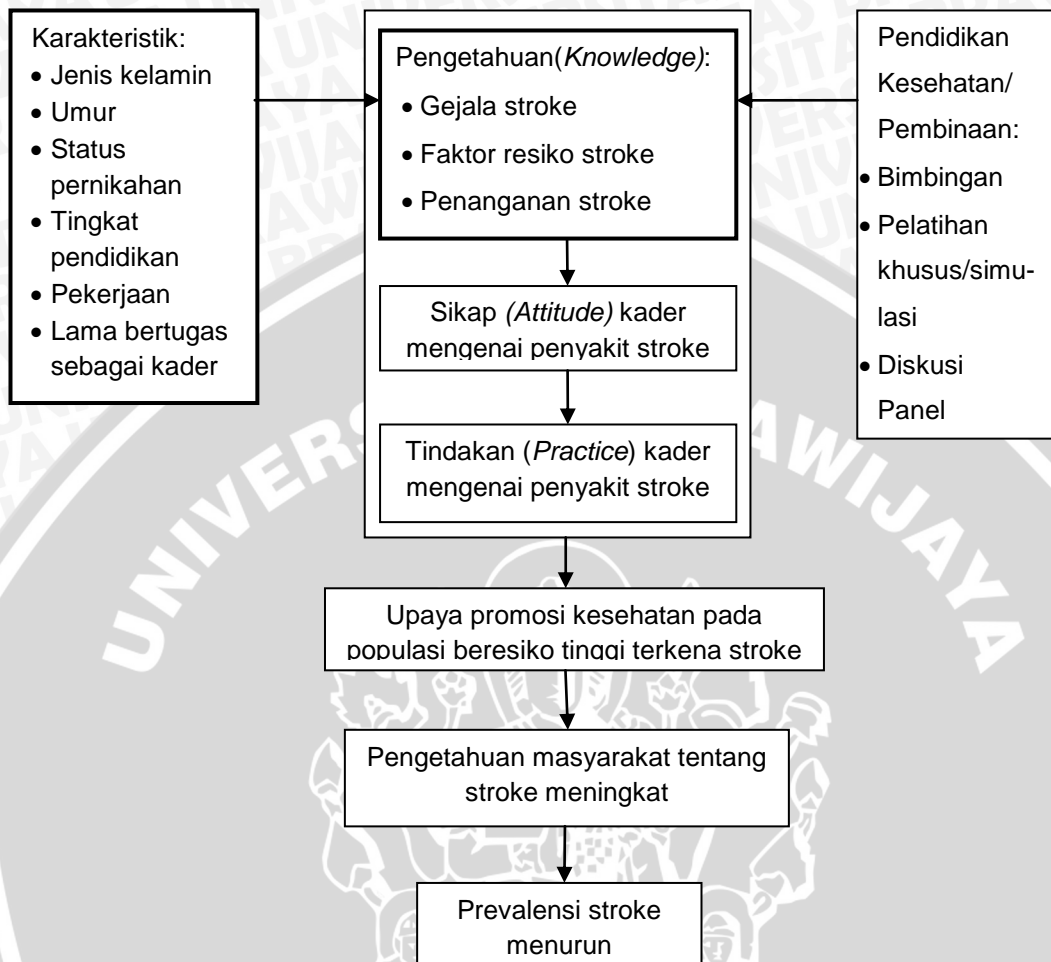 Karakteristik:
• Jenis kelamin
• Umur
• Status
pernikahan
• Tingkat
pendidikan
• Pekerjaan
• Lama bertugas
sebagai kader
Pengetahuan(Knowledge):
• Gejala stroke
• Faktor resiko stroke
• Penanganan stroke
Sikap (Attitude) kader
mengenai penyakit stroke
Tindakan (Practice) kader
mengenai penyakit stroke
Pendidikan
Kesehatan/
Pembinaan:
• Bimbingan
• Pelatihan
khusus/simu-
lasi
• Diskusi
Panel
Upaya promosi kesehatan pada
populasi beresiko tinggi terkena stroke
Pengetahuan masyarakat tentang
stroke meningkat
Prevalensi stroke
menurun
UNIVERS
AWIJAYA